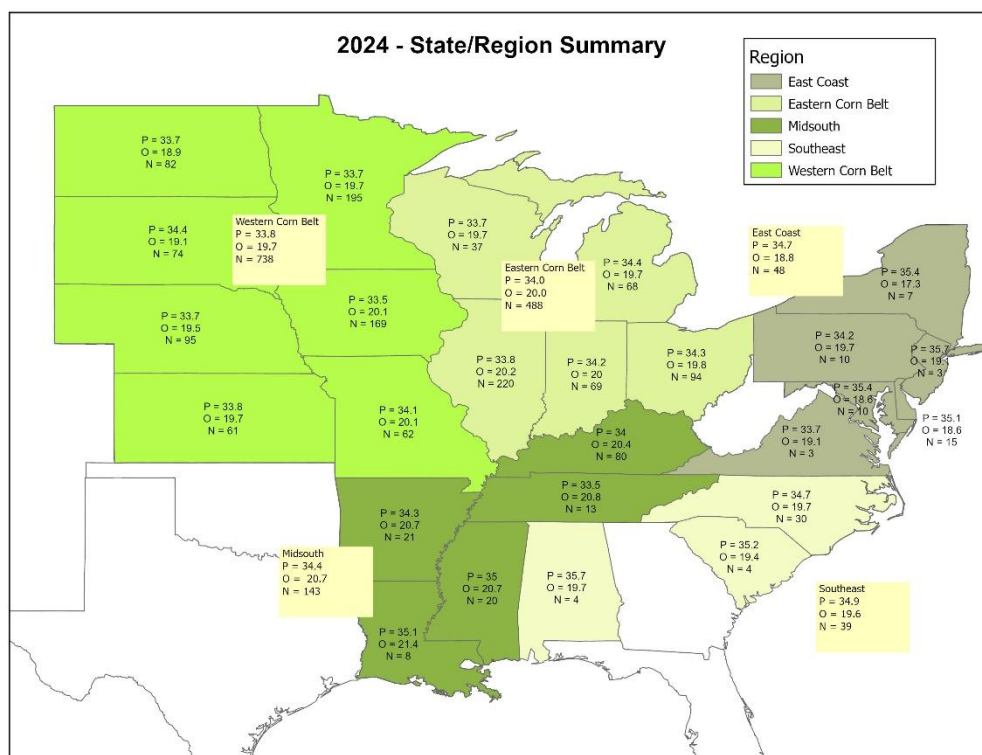 2024 - State/Region Summary
Region
East Coast
Eastern Corn Belt
Midsouth
Southeast
Western Corn Belt
P = 33.7
O = 18.9
N = 82
P = 33.7
O = 19.7
N = 195
P = 34.4
O = 19.1
N = 74
Western Corn Belt
P = 33.8
O = 19.7
N = 738
P = 33.7
O = 19.5
N = 95
P = 33.5
O = 20.1
N = 169
P = 33.8
O = 19.7
N = 61
P = 34.1
O = 20.1
N = 62
P = 33.7
O = 19.7
N = 37
Eastern Corn Belt
P = 34.0
O = 20.0
N = 488
P = 34.4
O = 19.7
N = 68
P = 33.8
O = 20.2
N = 220
P = 34.2
O = 20
N = 69
P = 34.3
O = 19.8
N = 94
East Coast
P = 34.7
O = 18.8
N = 48
P = 35.4
O = 17.3
N = 7
P = 34.2
O = 19.7
N = 10
P = 35.7
O = 19.
N = 3
P = 35.4
O = 18.6
N = 10
P = 35.1
O = 18.6
N = 15
P = 33.7
O = 19.1
N = 3
P = 34
O = 20.4
N = 80
P = 33.5
O = 20.8
N = 13
P = 34.3
O = 20.7
N = 21
Midsouth
P = 34.4
O = 20.7
N = 143
P = 35
O = 20.7
N = 20
P = 35.1
O = 21.4
N = 8
P = 34.7
O = 19.7
N = 30
P = 35.2
O = 19.4
N = 4
P = 35.7
O = 19.7
N = 4
Southeast
P = 34.9
O = 19.6
N = 39